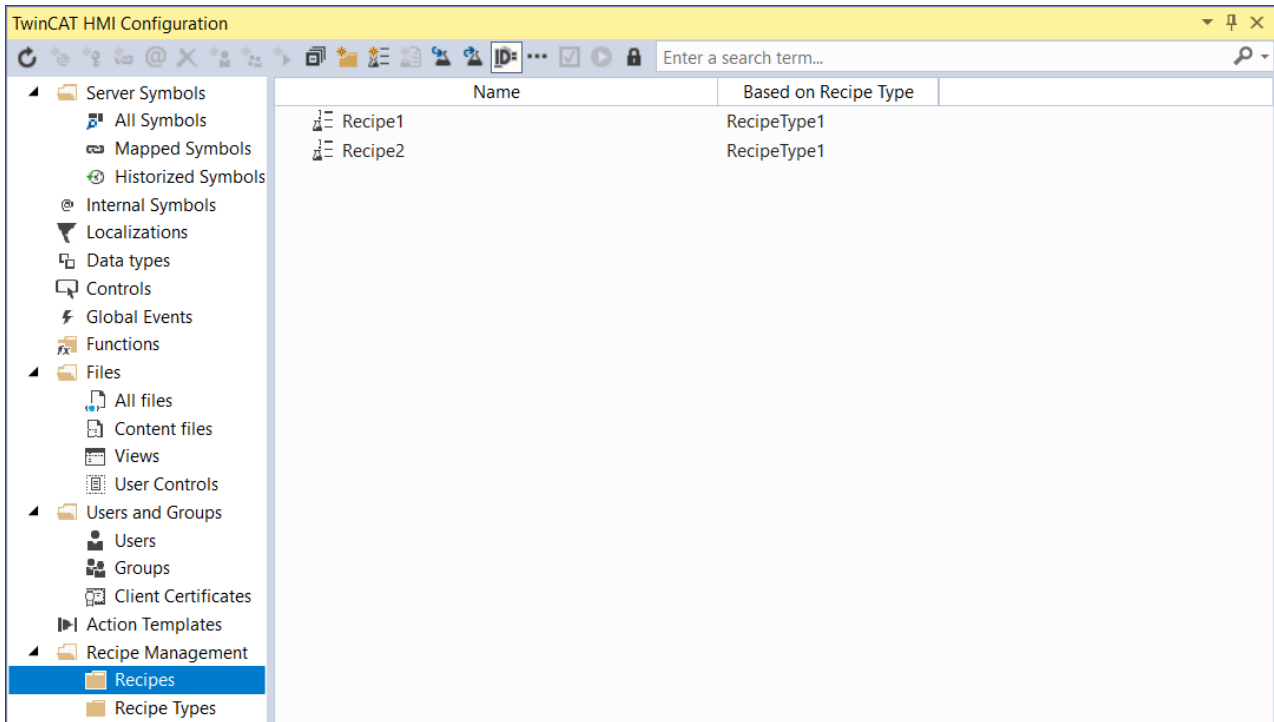 TwinCAT HMI Configuration
Enter a search term...
Server Symbols
All Symbols
Mapped Symbols
Historized Symbols
Internal Symbols
Localizations
Data types
Controls
Global Events
Functions
Files
All files
Content files
Views
User Controls
Users and Groups
Users
Groups
Client Certificates
Action Templates
Recipe Management
Recipes
Recipe Types
Name Based on Recipe Type
Recipe1 RecipeType1
Recipe2 RecipeType1